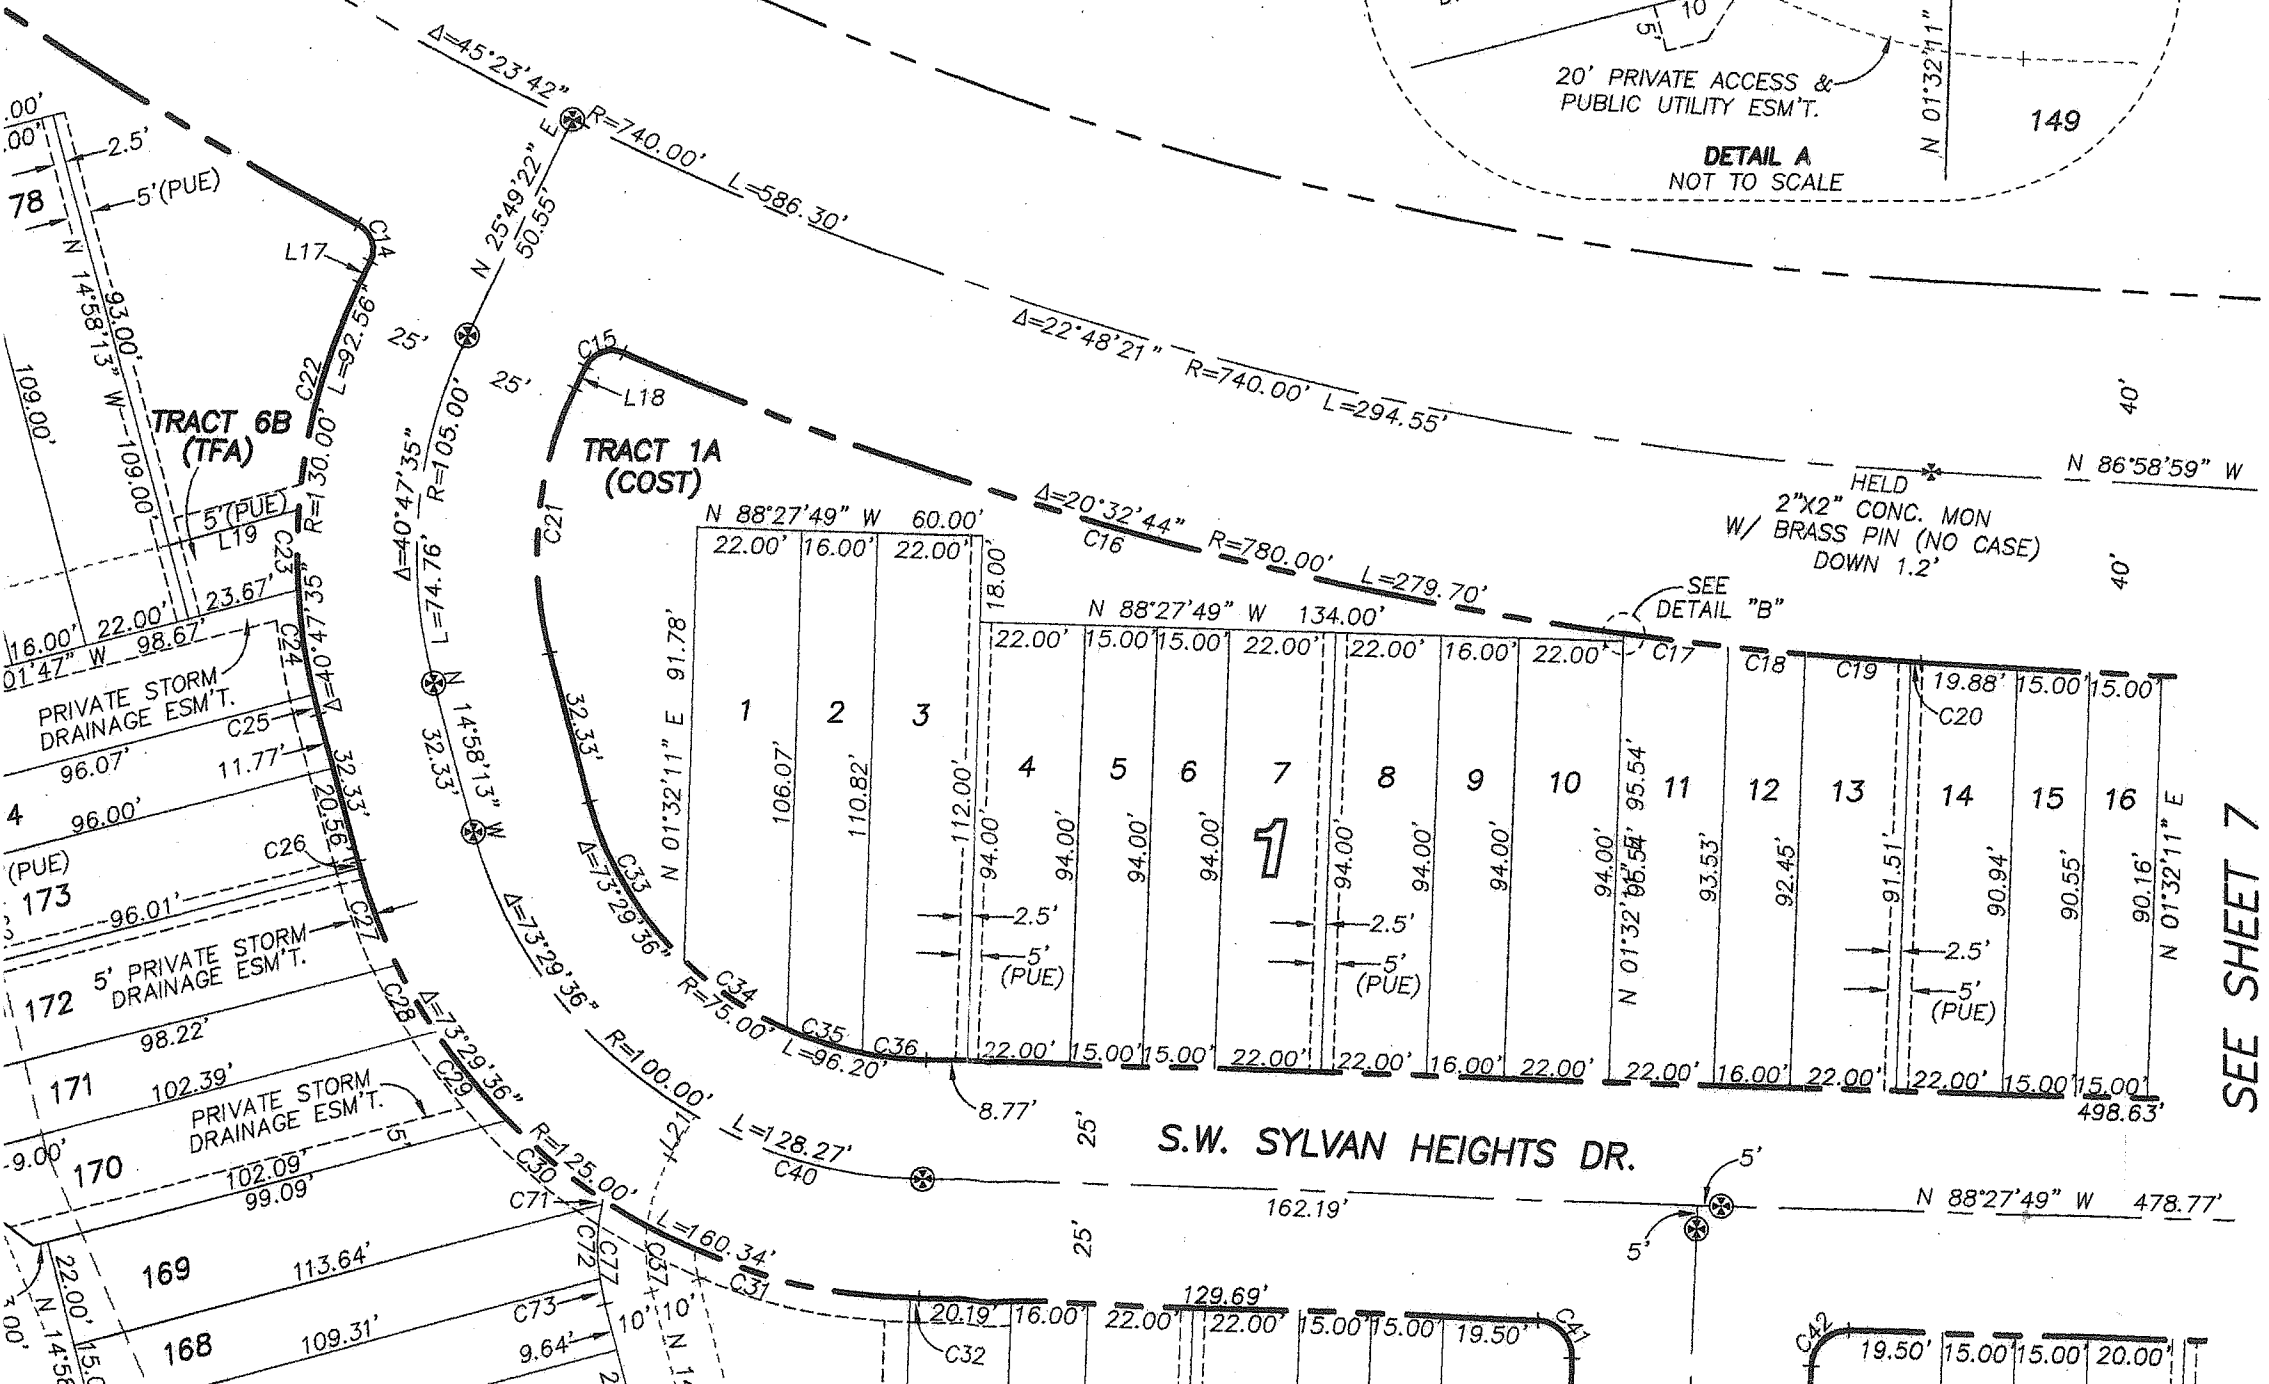 Δ=45°23'42"
R=740.00'
L=586.30'
N 25°49'22" E
50.55'
10
5'
20' PRIVATE ACCESS &
PUBLIC UTILITY ESM'T.
N 01°32'11"
149
DETAIL A
NOT TO SCALE
.00'
.00'
2.5'
5'(PUE)
78
N 14°58'13" W
93.00'
109.00'
109.00'
L17
C14
C22
L=92.56'
R=130.00'
25'
25'
C15
L18
TRACT 6B
(TFA)
TRACT 1A
(COST)
Δ=40°47'35"
R=105.00'
L=74.76'
C21
5'(PUE)
L19
C23
23.67'
22.00'
16.00'
98.67'
01'47" W
C24
Δ=40°47'35"
PRIVATE STORM
DRAINAGE ESM'T.
C25
96.07'
11.77'
32.33'
20.56'
4
96.00'
C26
(PUE)
173
96.01'
C27
5' PRIVATE STORM
DRAINAGE ESM'T.
172
98.22'
C28
171
102.39'
C29
Δ=73°29'36"
PRIVATE STORM
DRAINAGE ESM'T.
5'
9.00'
170
102.09'
99.09'
R=125.00'
C30
C71
L=160.34'
C72
C77
C37
C31
169
113.64'
22.00'
168
109.31'
C73
9.64'
10'
10'
15.0
L21
N 14°58'13" W
32.33'
32.33'
Δ=73°29'36"
R=100.00'
L=128.27'
C40
C33
Δ=73°29'36"
R=75.00'
C34
C35
L=96.20'
C36
8.77'
Δ=22°48'21"
R=740.00'
L=294.55'
40'
40'
N 86°58'59" W
HELD
2"X2" CONC. MON
W/ BRASS PIN (NO CASE)
DOWN 1.2'
Δ=20°32'44"
C16
R=780.00'
L=279.70'
SEE
DETAIL "B"
N 88°27'49" W 60.00'
22.00' 16.00' 22.00'
18.00'
N 88°27'49" W 134.00'
22.00' 15.00' 15.00' 22.00' 22.00' 16.00' 22.00'
C17 C18 C19
C20
19.88' 15.00' 15.00'
N 01°32'11" E 91.78'
1 2 3 4 5 6 7 8 9 10 11 12 13 14 15 16
1
106.07'
110.82'
112.00'
94.00'
94.00'
94.00'
94.00'
94.00'
94.00'
94.00'
94.00'
95.54'
95.54'
N 01°32'11" E
93.53'
92.45'
91.51'
90.94'
90.55'
90.16'
N 01°32'11" E
2.5'
5'
(PUE)
2.5'
5'
(PUE)
2.5'
5'
(PUE)
22.00' 15.00' 15.00' 22.00' 22.00' 16.00' 22.00' 22.00' 16.00' 22.00' 22.00' 15.00' 15.00'
498.63'
SEE SHEET 7
25'
25'
S.W. SYLVAN HEIGHTS DR.
162.19'
5'
5'
N 88°27'49" W 478.77'
129.69'
20.19' 16.00' 22.00' 22.00' 15.00' 15.00' 19.50'
C32
C41
C42
19.50' 15.00' 15.00' 20.00'